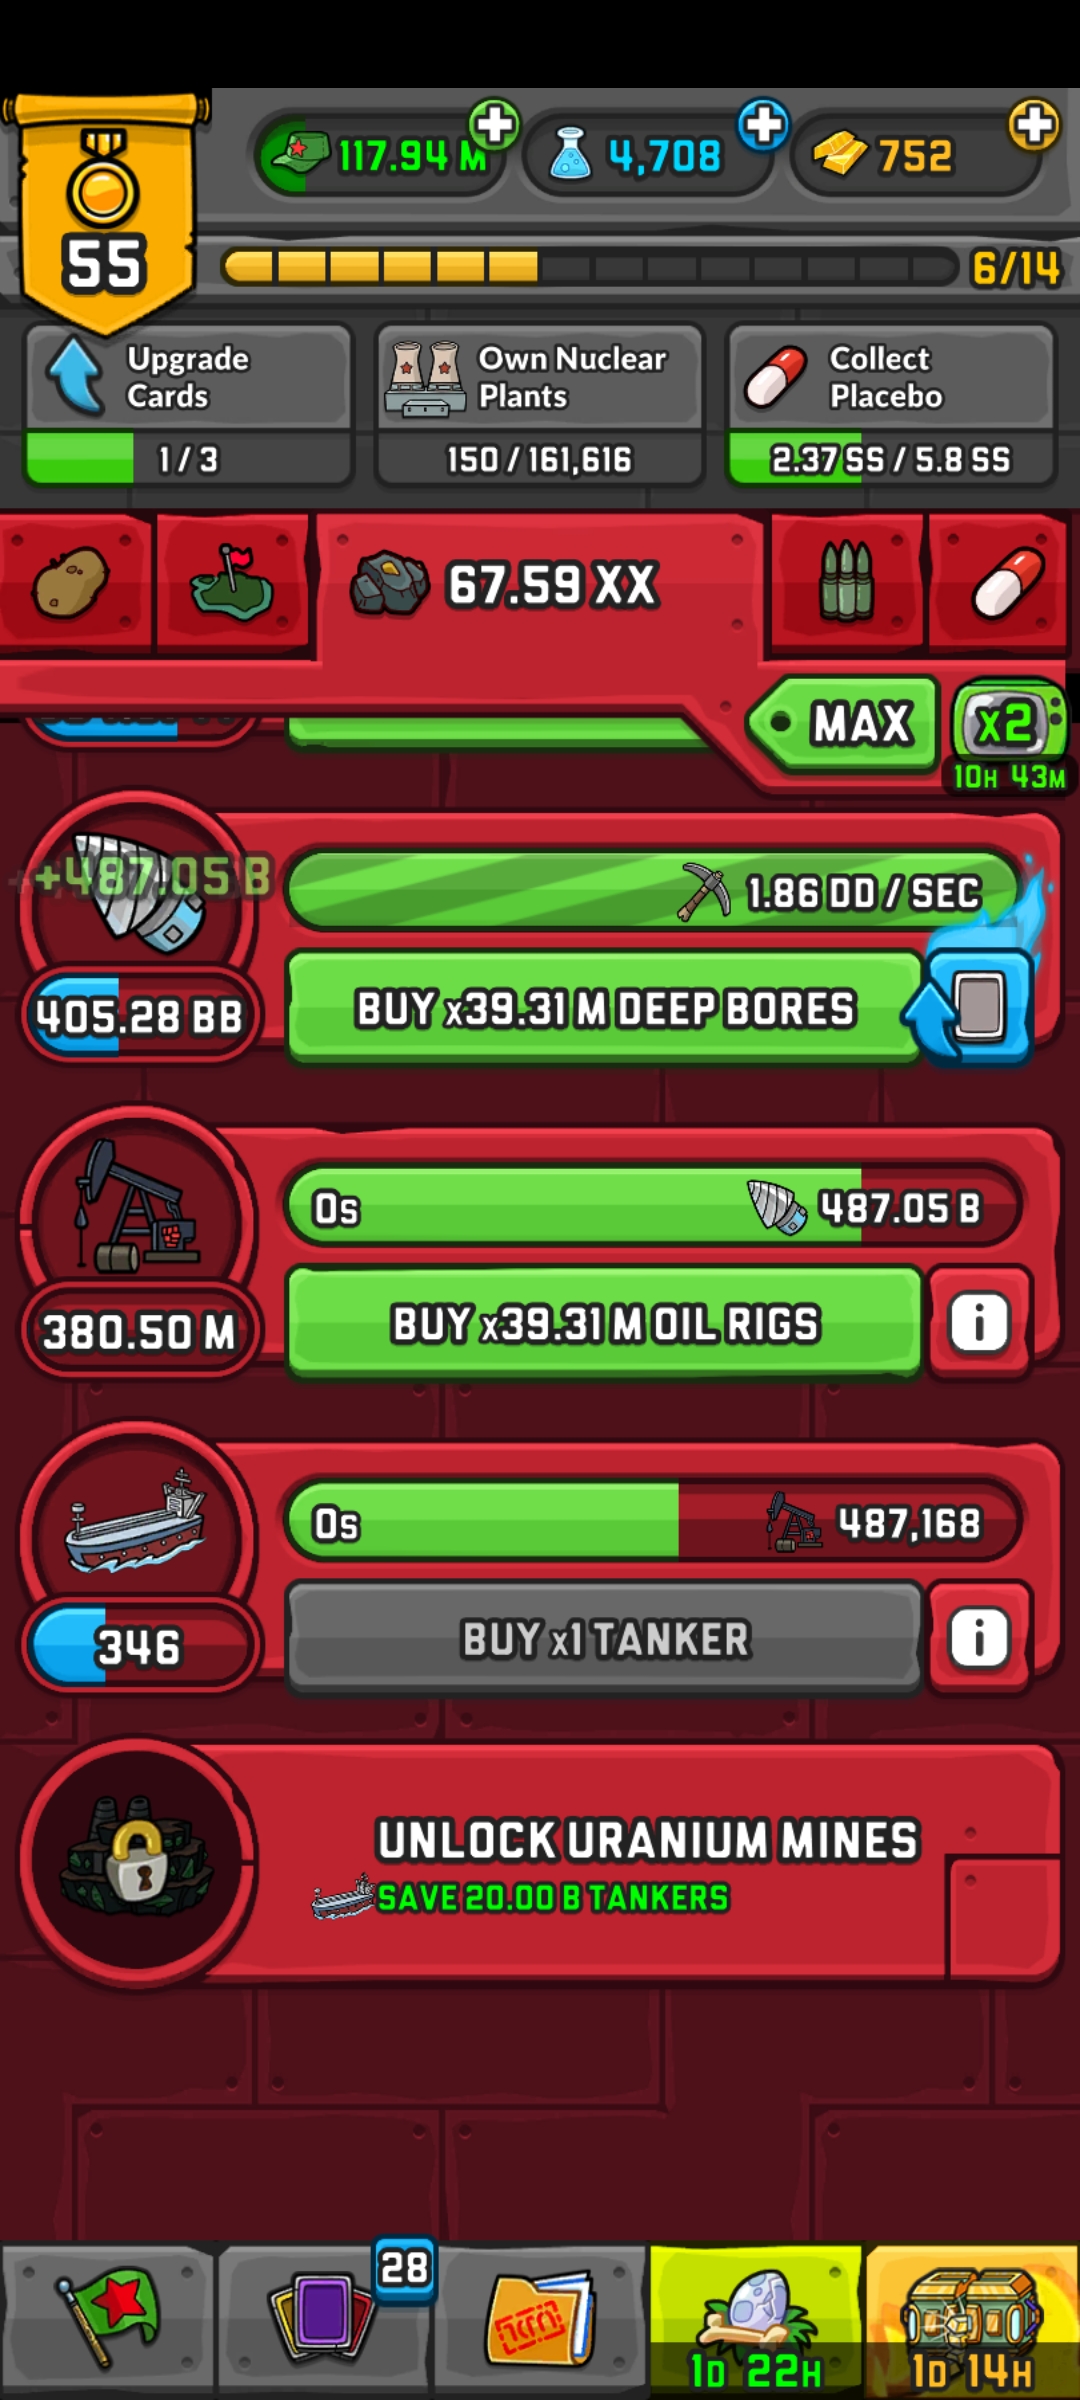 117.94 M
4,708
752
55
6/14
Upgrade
Cards
1 / 3
Own Nuclear
Plants
150 / 161,616
Collect
Placebo
2.37 SS / 5.8 SS
67.59 XX
MAX
x2
10H 43M
+487.05 B
1.86 DD / SEC
405.28 BB
BUY x39.31 M DEEP BORES
0s
487.05 B
380.50 M
BUY x39.31 M OIL RIGS
i
0s
487,168
346
BUY x1 TANKER
i
UNLOCK URANIUM MINES
SAVE 20.00 B TANKERS
28
1D 22H
1D 14H